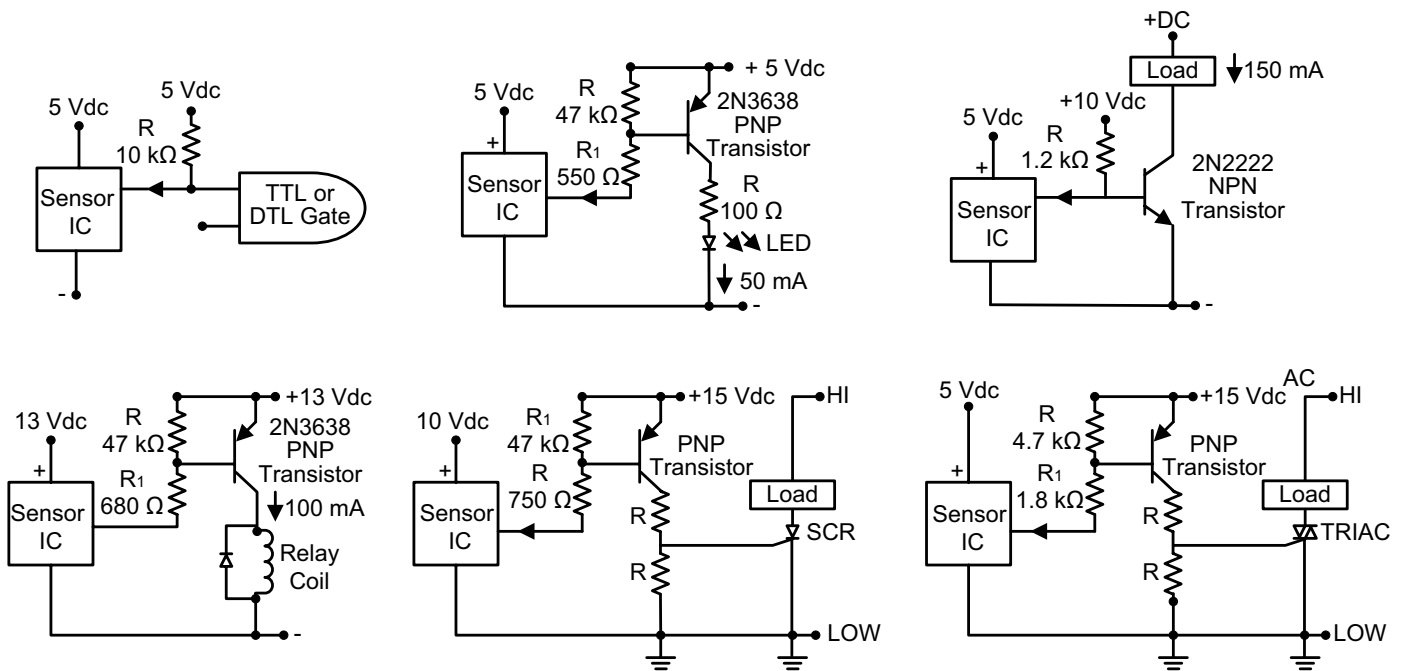 5 Vdc
5 Vdc
R
10 kΩ
Sensor
IC
TTL or
DTL Gate
-
+ 5 Vdc
5 Vdc
+
R
47 kΩ
2N3638
PNP
Transistor
R1
550 Ω
Sensor
IC
R
100 Ω
LED
50 mA
-
+DC
Load
150 mA
+10 Vdc
5 Vdc
+
R
1.2 kΩ
2N2222
NPN
Transistor
Sensor
IC
-
+13 Vdc
13 Vdc
+
R
47 kΩ
2N3638
PNP
Transistor
R1
680 Ω
100 mA
Sensor
IC
Relay
Coil
-
+15 Vdc
HI
10 Vdc
+
R1
47 kΩ
PNP
Transistor
R
750 Ω
Load
Sensor
IC
R
SCR
R
LOW
AC
+15 Vdc
HI
5 Vdc
+
R
4.7 kΩ
PNP
Transistor
R1
1.8 kΩ
Load
Sensor
IC
R
TRIAC
R
LOW